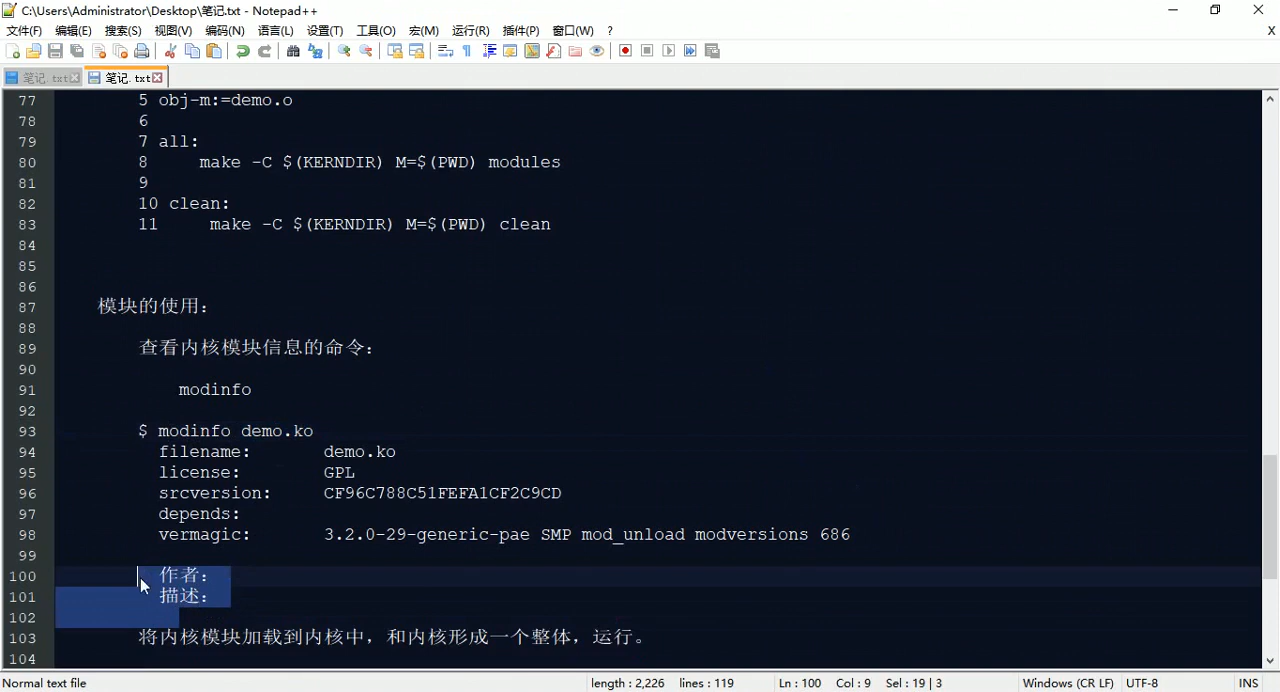 C:\Users\Administrator\Desktop\笔记.txt - Notepad++
文件(F) 编辑(E) 搜索(S) 视图(V) 编码(N) 语言(L) 设置(T) 工具(O) 宏(M) 运行(R) 插件(P) 窗口(W) ? X
笔记.txt 笔记.txt
77 5 obj-m:=demo.o
78 6
79 7 all:
80 8 make -C $(KERNDIR) M=$(PWD) modules
81 9
82 10 clean:
83 11 make -C $(KERNDIR) M=$(PWD) clean
84
85
86
87 模块的使用：
88
89 查看内核模块信息的命令：
90
91 modinfo
92
93 $ modinfo demo.ko
94 filename: demo.ko
95 license: GPL
96 srcversion: CF96C788C51FEFA1CF2C9CD
97 depends:
98 vermagic: 3.2.0-29-generic-pae SMP mod_unload modversions 686
99
100 作者：
101 描述：
102
103 将内核模块加载到内核中，和内核形成一个整体，运行。
104
Normal text file length : 2,226 lines : 119 Ln : 100 Col : 9 Sel : 19 | 3 Windows (CR LF) UTF-8 INS